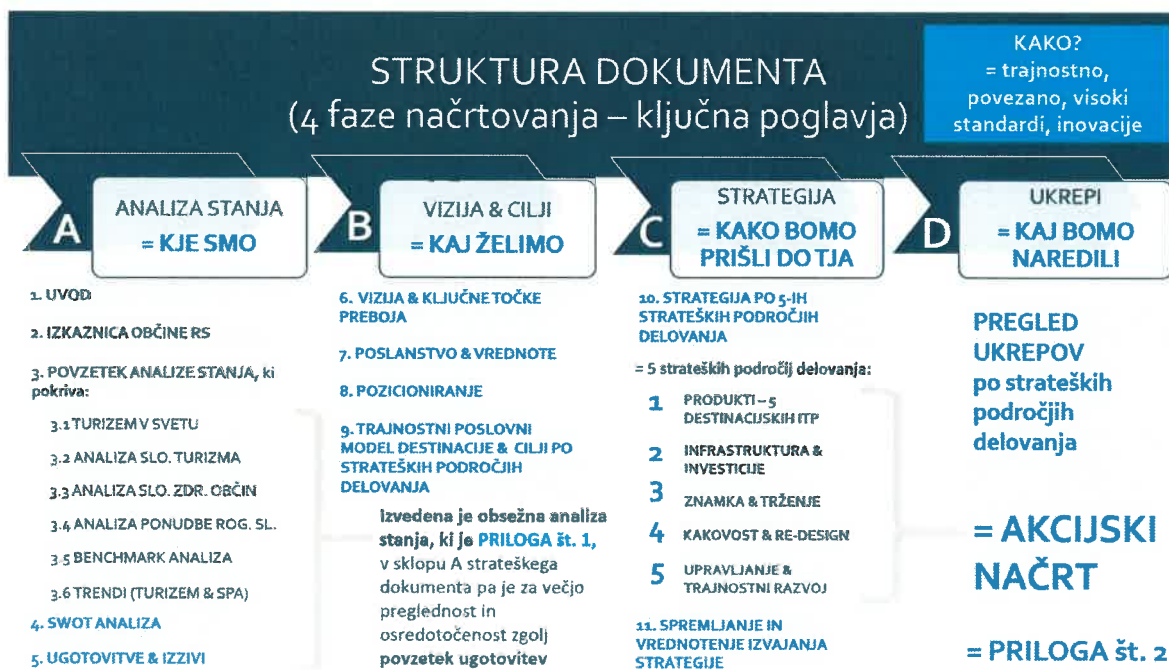 STRUKTURA DOKUMENTA
(4 faze načrtovanja – ključna poglavja)
KAKO?
= trajnostno,
povezano, visoki
standardi, inovacije
A
ANALIZA STANJA
= KJE SMO
B
VIZIJA & CILJI
= KAJ ŽELIMO
C
STRATEGIJA
= KAKO BOMO
PRIŠLI DO TJA
D
UKREPI
= KAJ BOMO
NAREDILI
1. UVOD
2. IZKAZNICA OBČINE RS
3. POVZETEK ANALIZE STANJA, ki
pokriva:
3.1 TURIZEM V SVETU
3.2 ANALIZA SLO. TURIZMA
3.3 ANALIZA SLO. ZDR. OBČIN
3.4 ANALIZA PONUDBE ROG. SL.
3.5 BENCHMARK ANALIZA
3.6 TRENDI (TURIZEM & SPA)
4. SWOT ANALIZA
5. UGOTOVITVE & IZZIVI
6. VIZIJA & KLJUČNE TOČKE
PREBOJA
7. POSLANSTVO & VREDNOTE
8. POZICIONIRANJE
9. TRAJNOSTNI POSLOVNI
MODEL DESTINACIJE & CILJI PO
STRATEŠKIH PODROČJIH
DELOVANJA
Izvedena je obsežna analiza
stanja, ki je PRILOGA št. 1,
v sklopu A strateškega
dokumenta pa je za večjo
preglednost in
osredotočenost zgolj
povzetek ugotovitev
10. STRATEGIJA PO 5-IH
STRATEŠKIH PODROČJIH
DELOVANJA
= 5 strateških področij delovanja:
1 PRODUKTI – 5
DESTINACIJSKIH ITP
2 INFRASTRUKTURA &
INVESTICIJE
3 ZNAMKA & TRŽENJE
4 KAKOVOST & RE-DESIGN
5 UPRAVLJANJE &
TRAJNOSTNI RAZVOJ
11. SPREMLJANJE IN
VREDNOTENJE IZVAJANJA
STRATEGIJE
PREGLED
UKREPOV
po strateških
področjih
delovanja
= AKCIJSKI
NAČRT
= PRILOGA št. 2